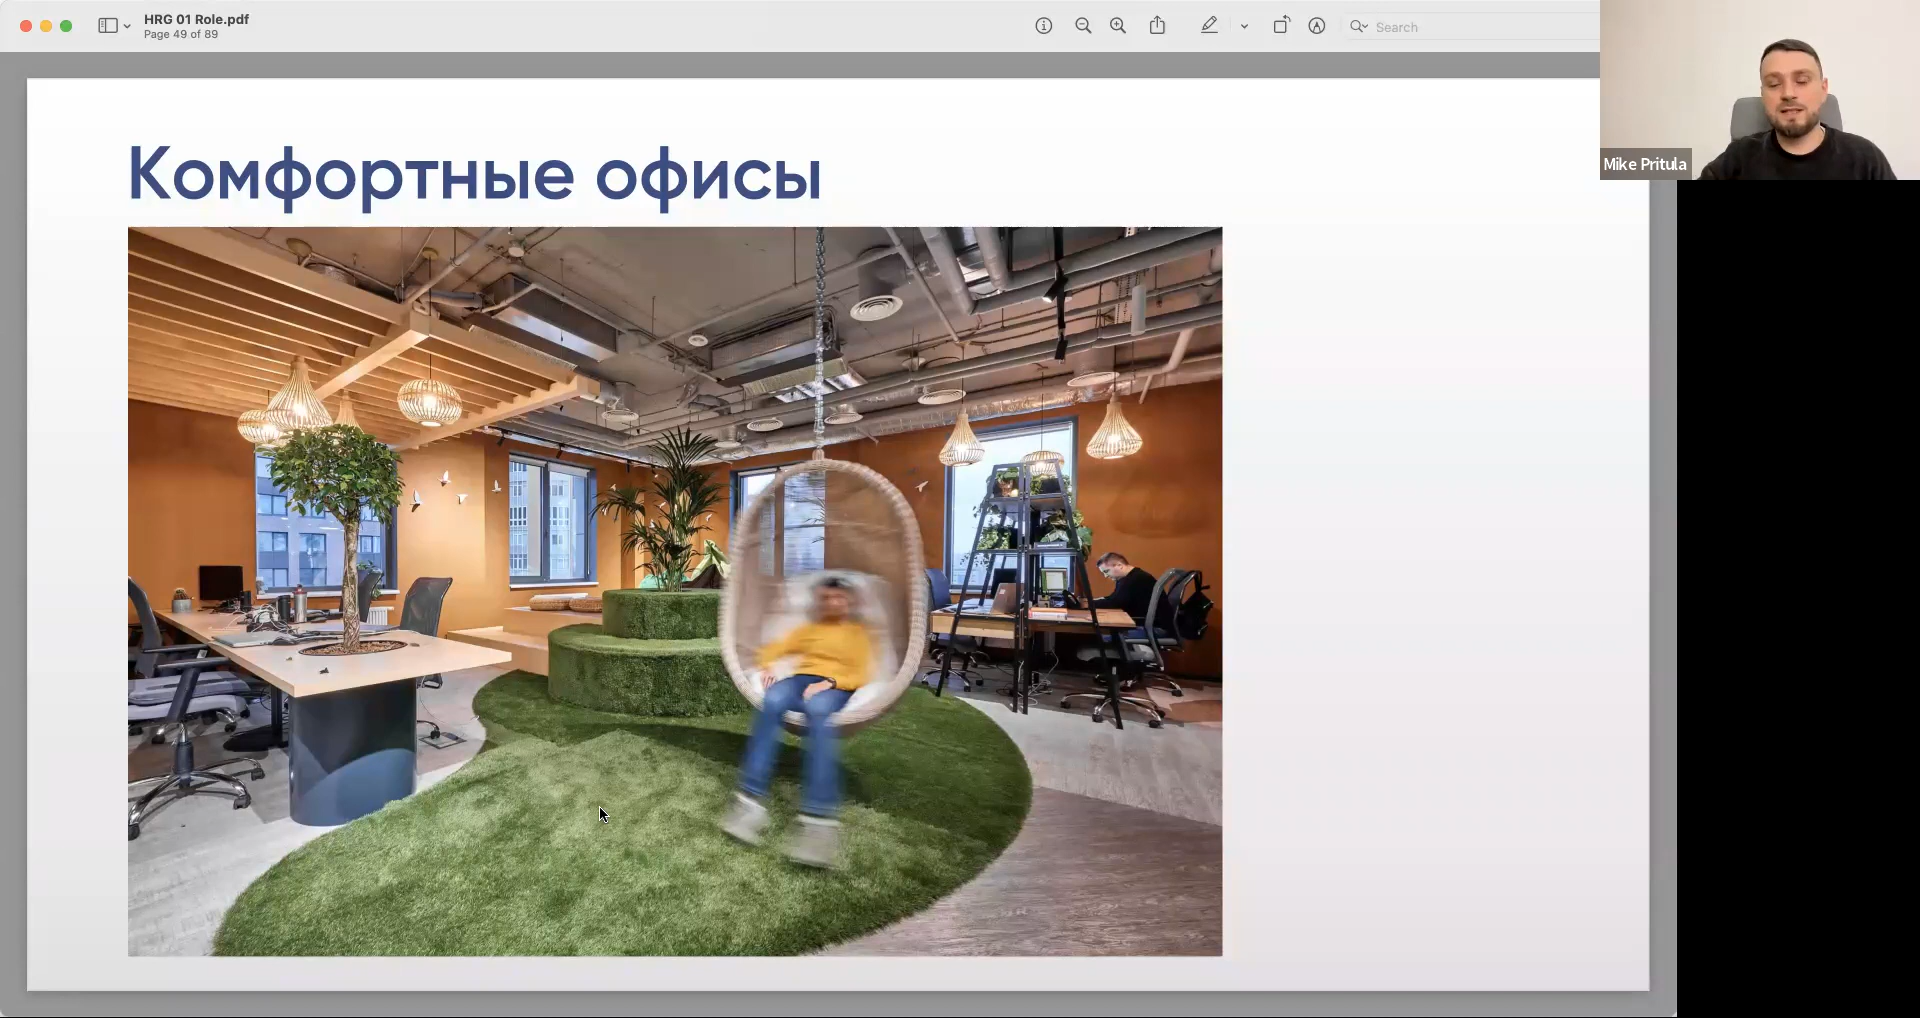 HRG 01 Role.pdf
Page 49 of 89
Search
Mike Pritula
Комфортные офисы